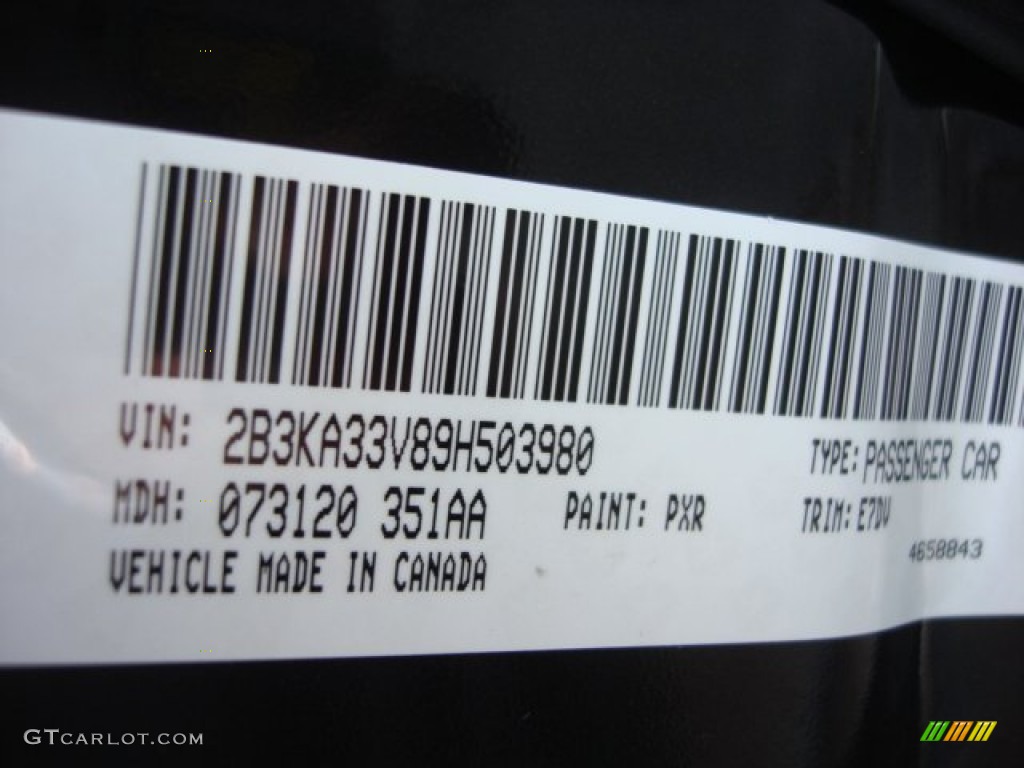 VIN: 2B3KA33V89H503980 TYPE: PASSENGER CAR
MDH: 073120 351AA PAINT: PXR TRIM: E7DV
VEHICLE MADE IN CANADA 4658843
GTCARLOT.COM